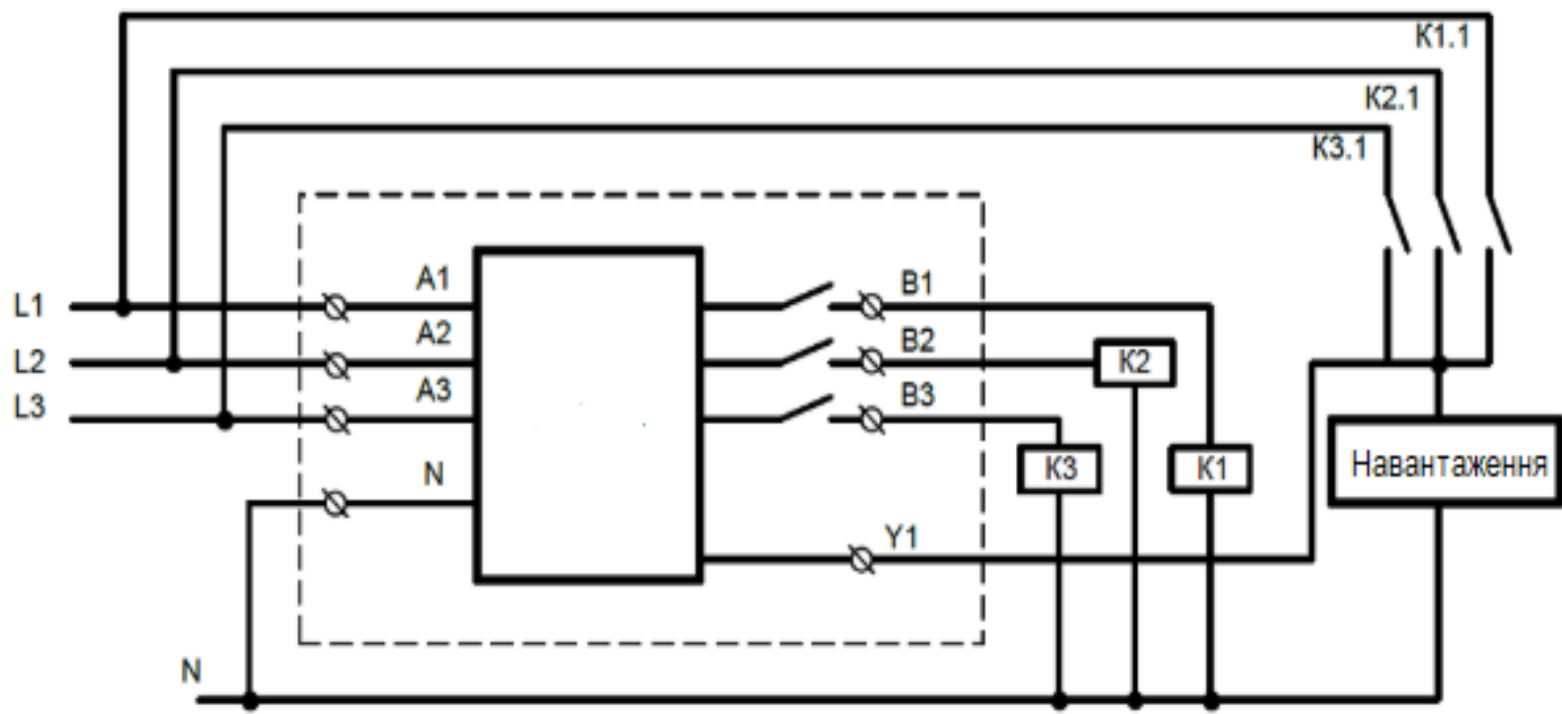 K1.1
K2.1
K3.1
L1
A1
B1
L2
A2
B2
K2
L3
A3
B3
N
K3
K1
Навантаження
Y1
N